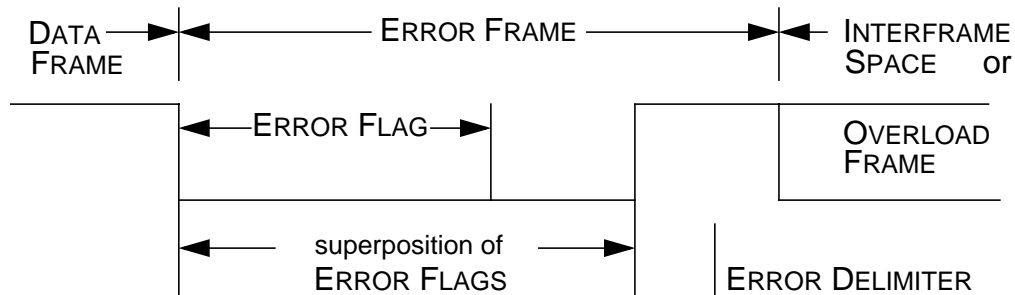 DATA FRAME
ERROR FRAME
INTERFRAME
SPACE or
ERROR FLAG
OVERLOAD
FRAME
superposition of
ERROR FLAGS
ERROR DELIMITER